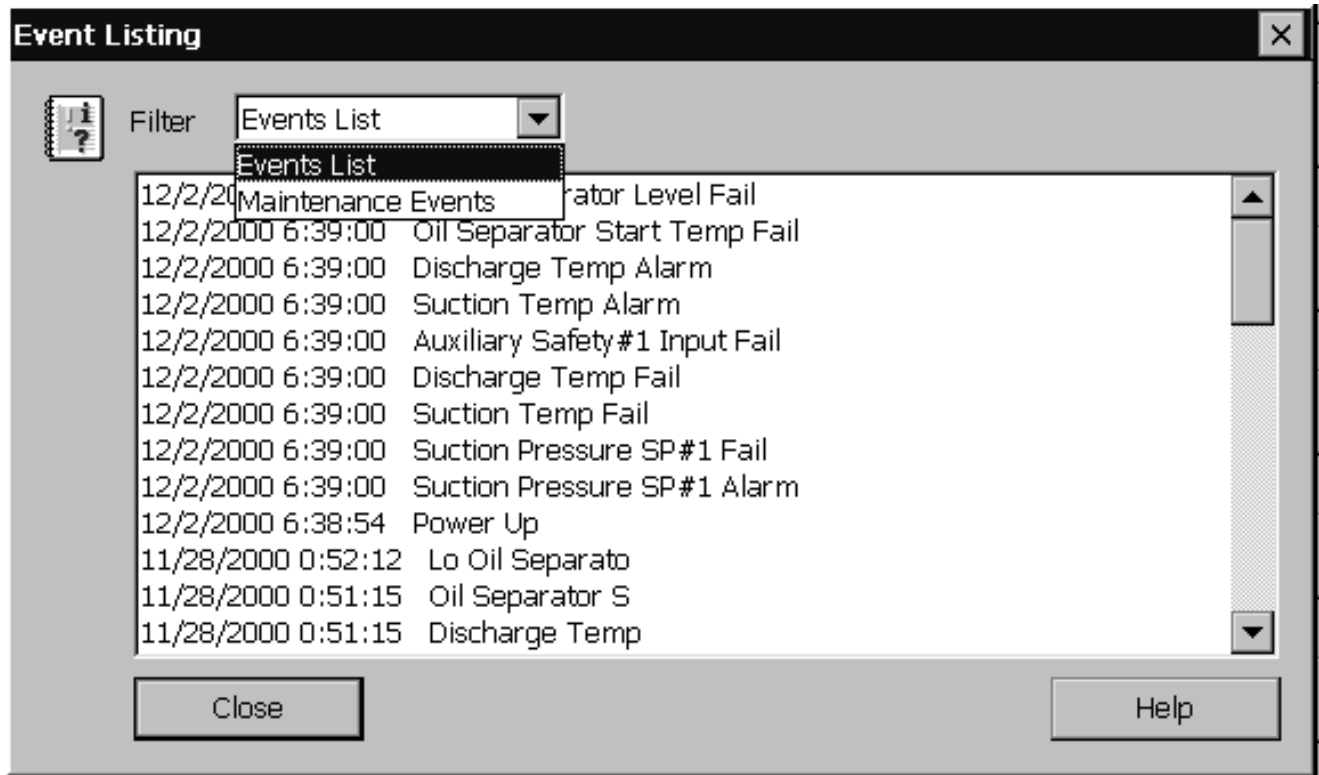 Event Listing
Filter
Events List
Events List
Maintenance Events
12/2/20 ator Level Fail
12/2/2000 6:39:00 Oil Separator Start Temp Fail
12/2/2000 6:39:00 Discharge Temp Alarm
12/2/2000 6:39:00 Suction Temp Alarm
12/2/2000 6:39:00 Auxiliary Safety#1 Input Fail
12/2/2000 6:39:00 Discharge Temp Fail
12/2/2000 6:39:00 Suction Temp Fail
12/2/2000 6:39:00 Suction Pressure SP#1 Fail
12/2/2000 6:39:00 Suction Pressure SP#1 Alarm
12/2/2000 6:38:54 Power Up
11/28/2000 0:52:12 Lo Oil Separato
11/28/2000 0:51:15 Oil Separator S
11/28/2000 0:51:15 Discharge Temp
Close
Help